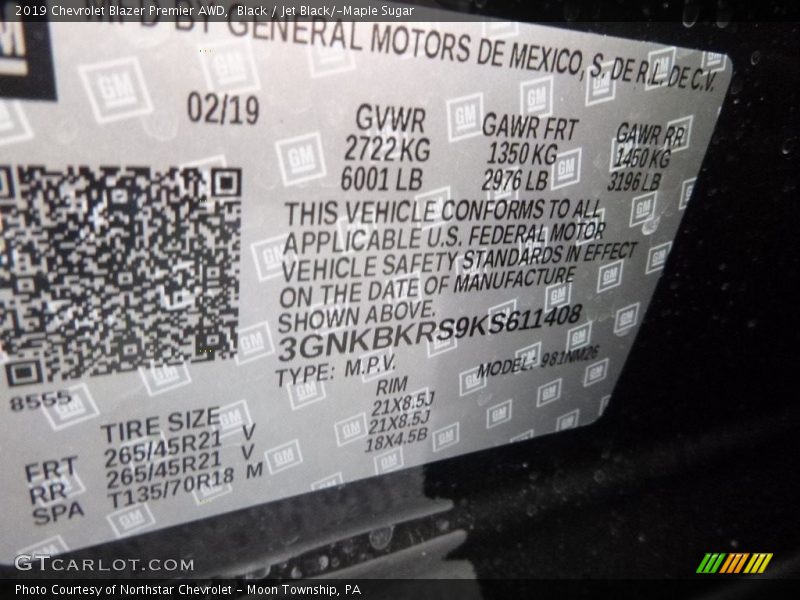 2019 Chevrolet Blazer Premier AWD, Black / Jet Black/-Maple Sugar
GM
MF'D BY GENERAL MOTORS DE MEXICO, S. DE R.L. DE C.V.
02/19
GVWR GAWR FRT GAWR RR
2722 KG 1350 KG 1450 KG
6001 LB 2976 LB 3196 LB
THIS VEHICLE CONFORMS TO ALL
APPLICABLE U.S. FEDERAL MOTOR
VEHICLE SAFETY STANDARDS IN EFFECT
ON THE DATE OF MANUFACTURE
SHOWN ABOVE.
3GNKBKRS9KS611408
TYPE: M.P.V. MODEL: 981NM26
8555
TIRE SIZE RIM
FRT 265/45R21 V 21X8.5J
RR 265/45R21 V 21X8.5J
SPA T135/70R18 M 18X4.5B
GTCARLOT.COM
Photo Courtesy of Northstar Chevrolet - Moon Township, PA